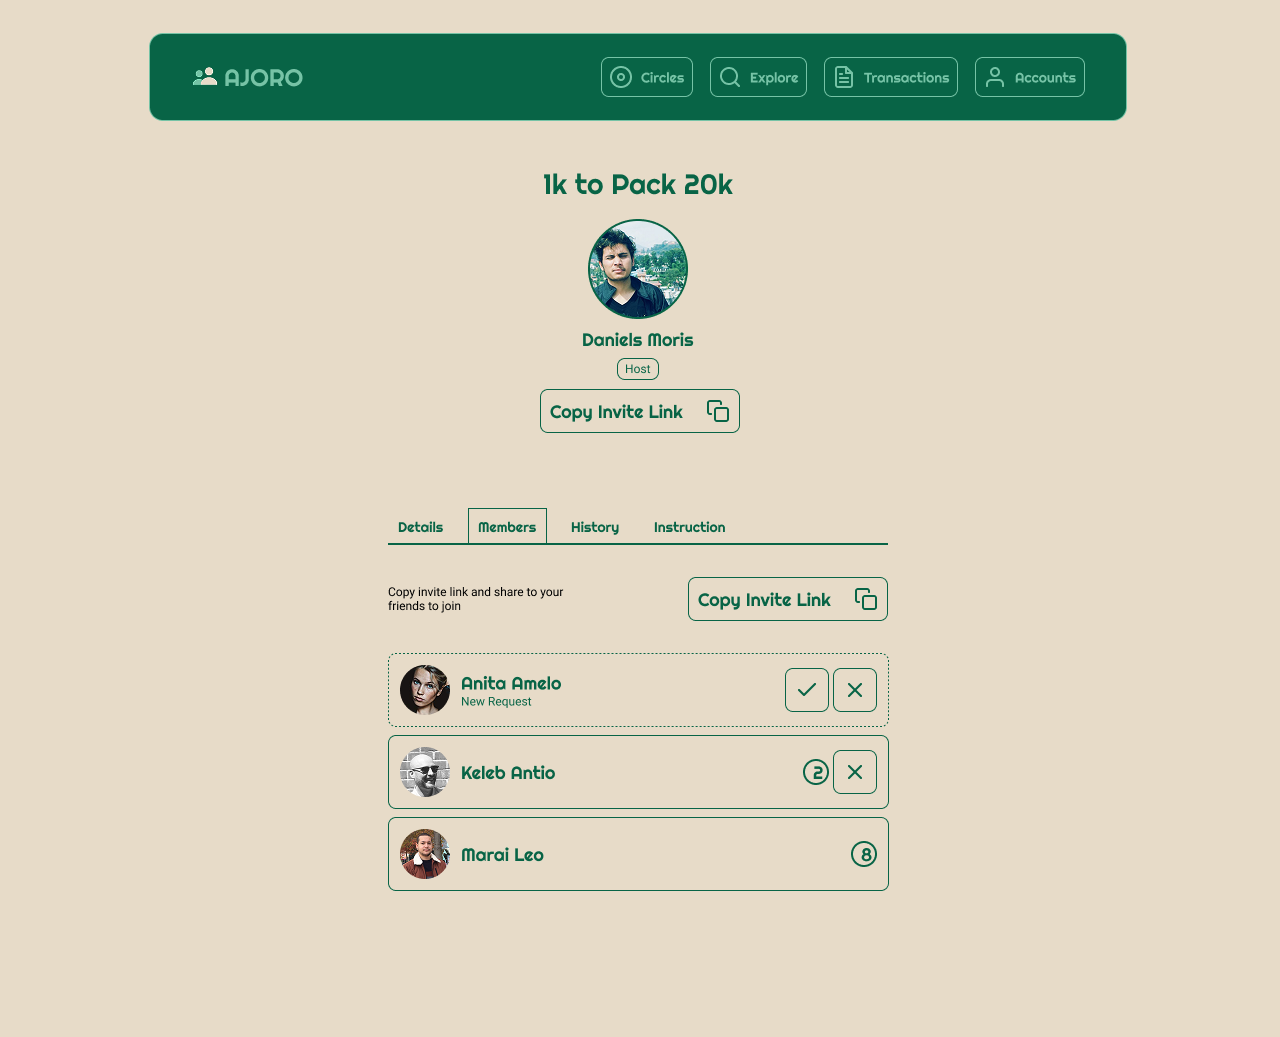 AJORO
Circles
Explore
Transactions
Accounts
1k to Pack 20k
Daniels Moris
Host
Copy Invite Link
Details
Members
History
Instruction
Copy invite link and share to your
friends to join
Copy Invite Link
Anita Amelo
New Request
Keleb Antio
2
Marai Leo
8